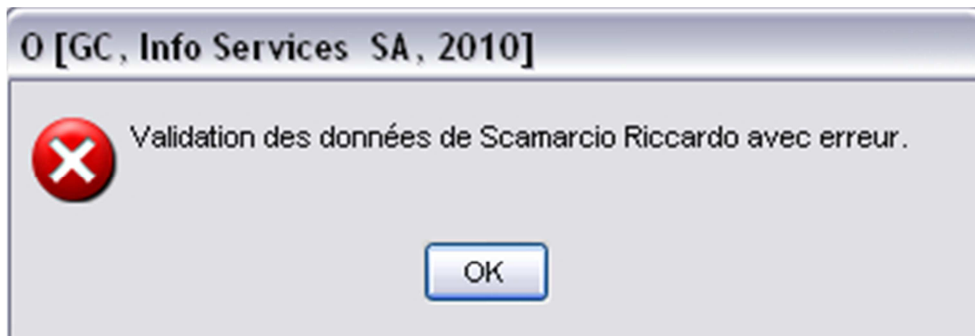 O [GC, Info Services SA, 2010]
Validation des données de Scamarcio Riccardo avec erreur.
OK